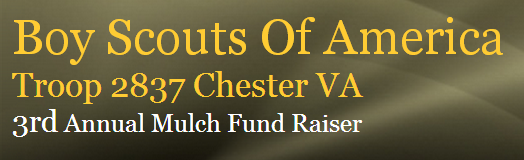 Boy Scouts Of America
Troop 2837 Chester VA
3rd Annual Mulch Fund Raiser